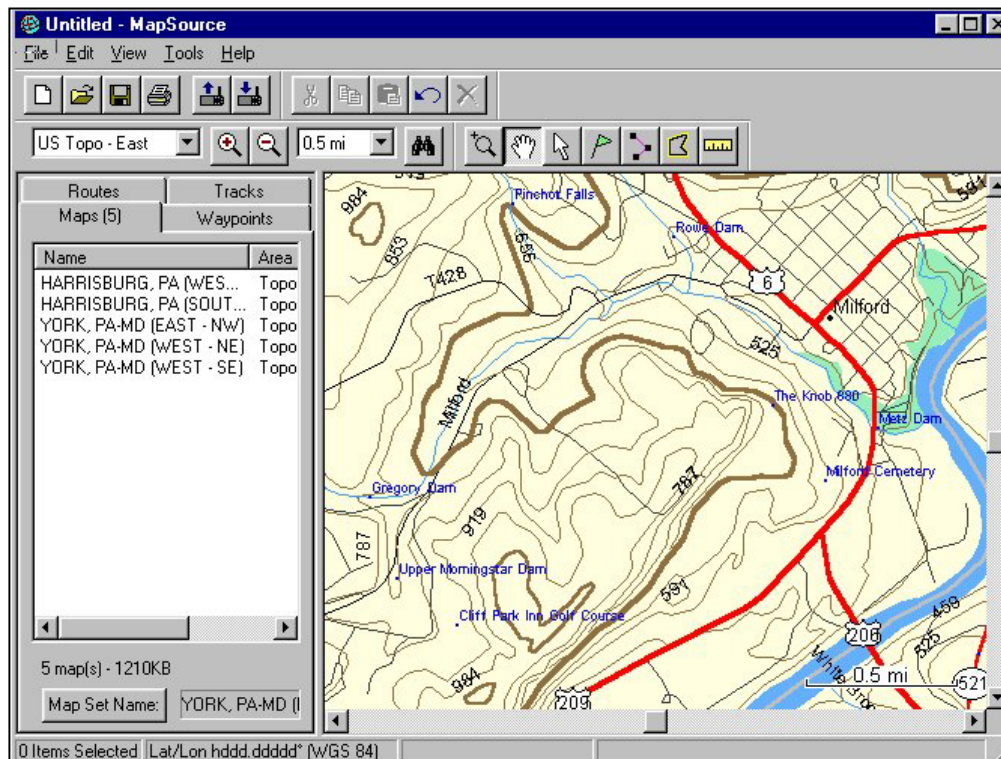 Untitled - MapSource
File Edit View Tools Help
US Topo - East
0.5 mi
Routes Tracks
Maps (5) Waypoints
Name Area
HARRISBURG, PA (WES... Topo
HARRISBURG, PA (SOUT... Topo
YORK, PA-MD (EAST - NW) Topo
YORK, PA-MD (WEST - NE) Topo
YORK, PA-MD (WEST - SE) Topo
5 map(s) - 1210KB
Map Set Name: YORK, PA-MD (
0 Items Selected Lat/Lon hddd.ddddd° (WGS 84)
984
853
656
7428
Pinchot Falls
Rowe Dam
591
6
Milford
525
Milford
The Knob 880
Metz Dam
Milford Cemetery
787
Gregory Dam
919
787
Upper Morningstar Dam
591
Cliff Park Inn Golf Course
459
206
525
984
0.5 mi
521
209